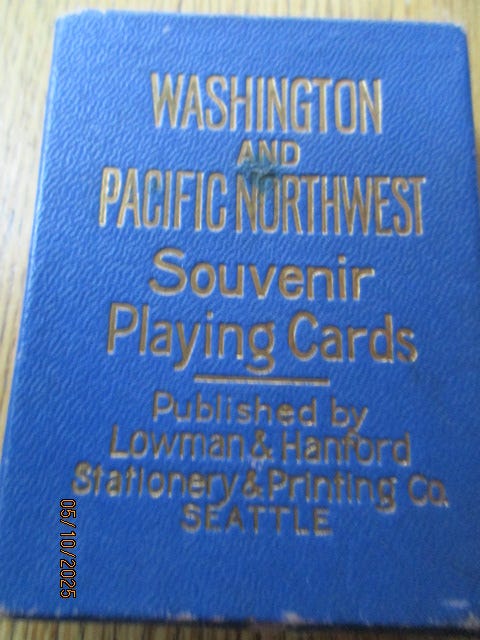 WASHINGTON
AND
PACIFIC NORTHWEST
Souvenir
Playing Cards
Published by
Lowman & Hanford
Stationery & Printing Co.
SEATTLE
05/10/2025